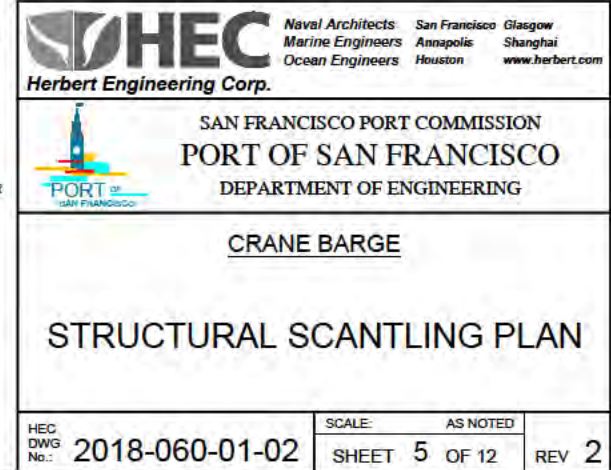 HEC
Herbert Engineering Corp.
Naval Architects San Francisco Glasgow
Marine Engineers Annapolis Shanghai
Ocean Engineers Houston www.herbert.com
SAN FRANCISCO PORT COMMISSION
PORT OF SAN FRANCISCO
DEPARTMENT OF ENGINEERING
PORT OF
SAN FRANCISCO
CRANE BARGE
STRUCTURAL SCANTLING PLAN
HEC
DWG
No.: 2018-060-01-02
SCALE: AS NOTED
SHEET 5 OF 12
REV 2